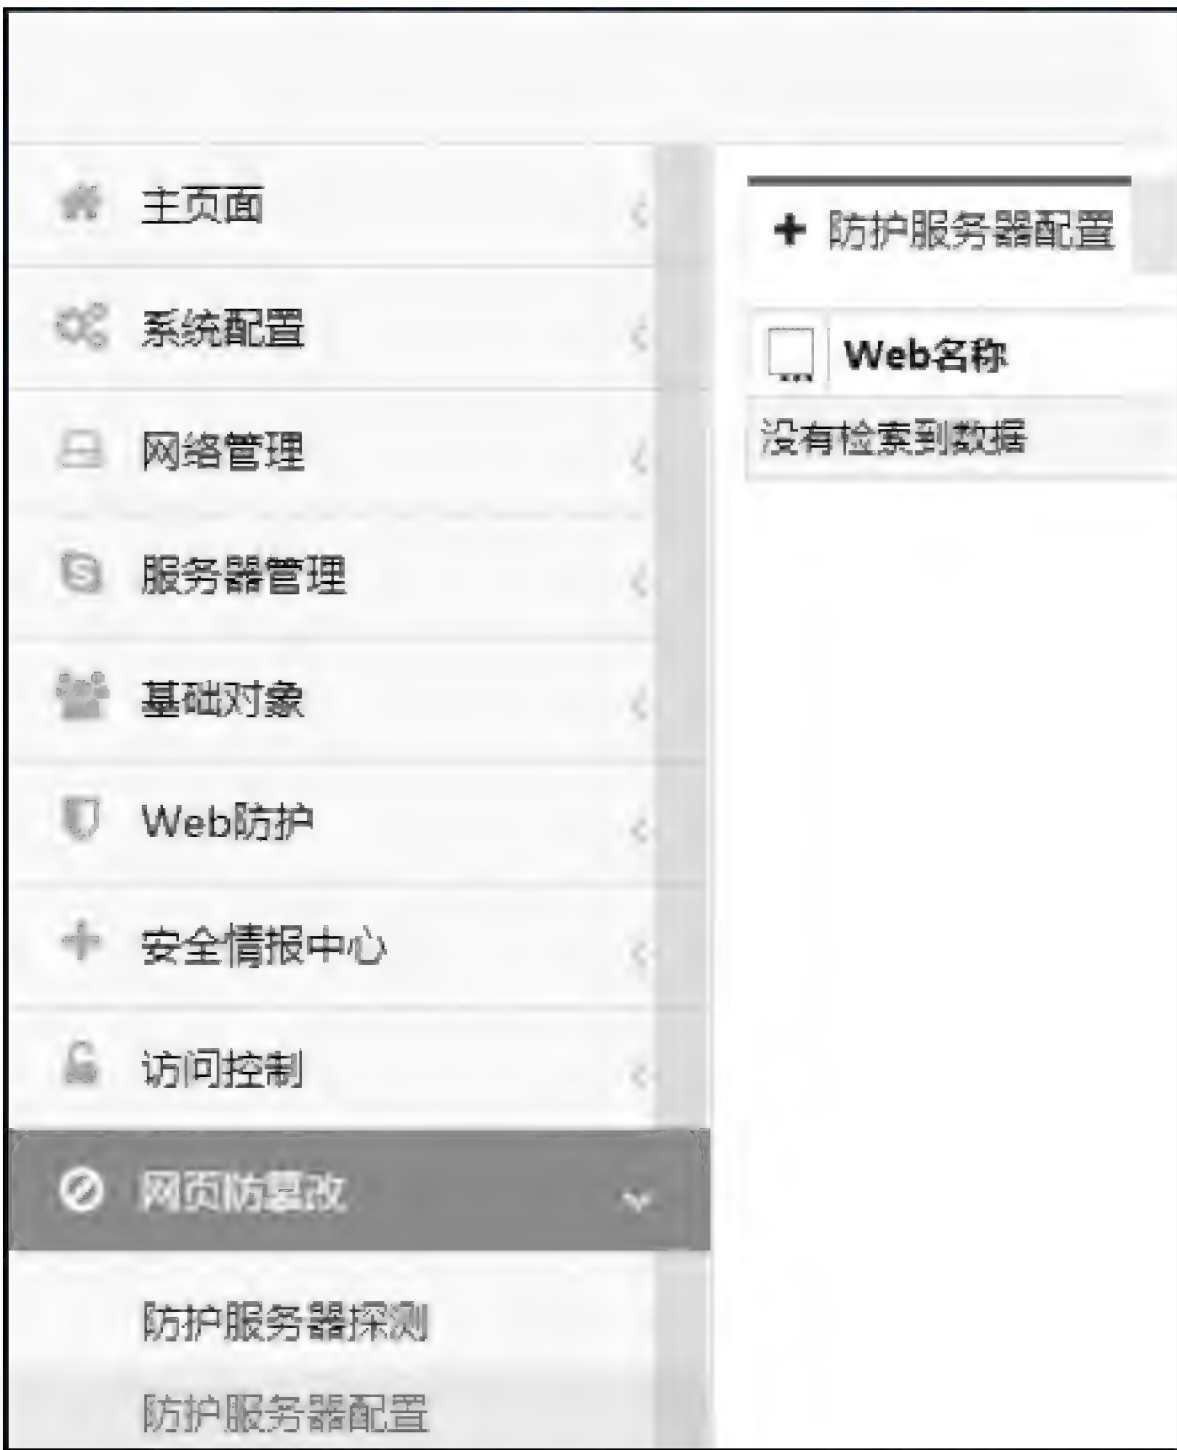 主页面
系统配置
网络管理
服务器管理
基础对象
Web防护
安全情报中心
访问控制
网页防篡改
防护服务器探测
防护服务器配置
防护服务器配置
Web名称
没有检索到数据